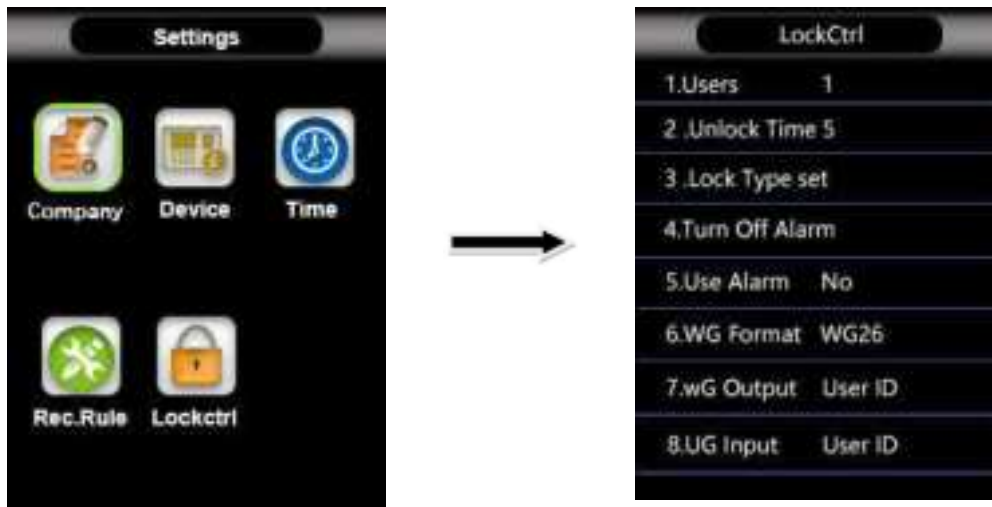 Settings
Company Device Time
Rec.Rule Lockctrl
LockCtrl
1.Users 1
2 .Unlock Time 5
3 .Lock Type set
4.Turn Off Alarm
5.Use Alarm No
6.WG Format WG26
7.wG Output User ID
8.UG Input User ID